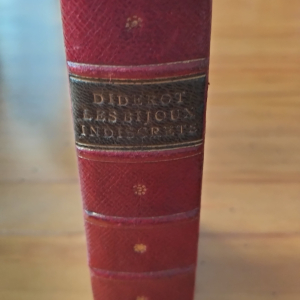 DIDEROT
LES BIJOUX
INDISCRETS